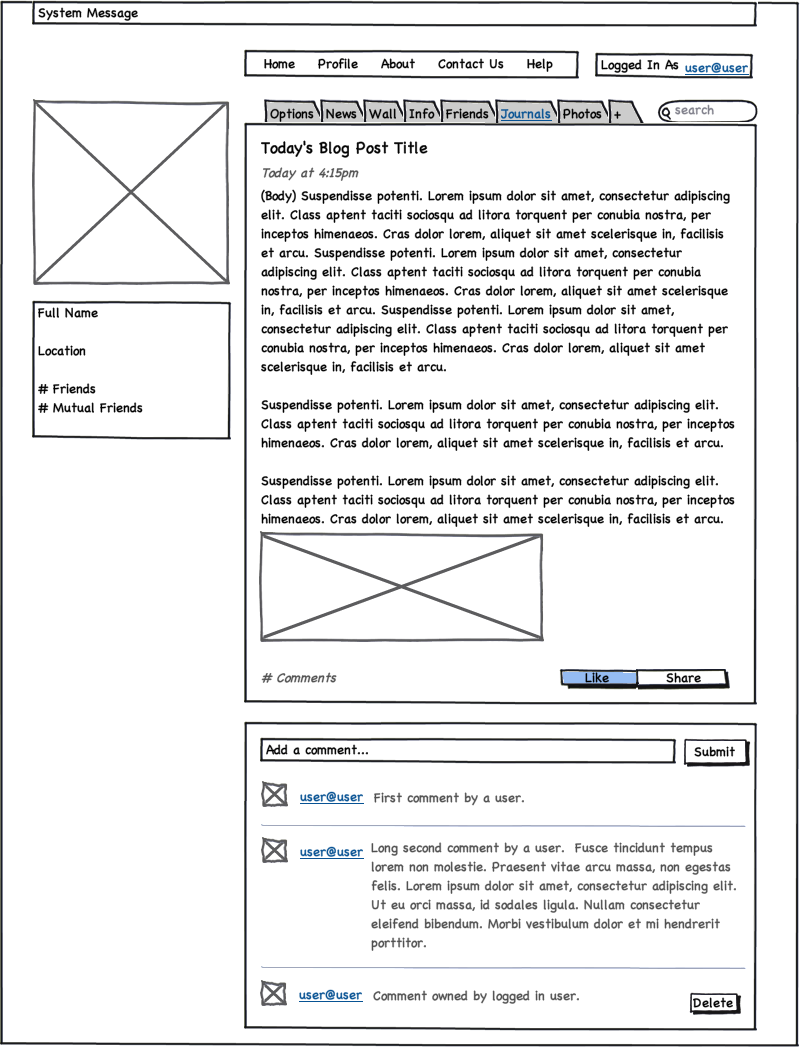 System Message
Home Profile About Contact Us Help
Logged In As user@user
Options News Wall Info Friends Journals Photos +
search
Today's Blog Post Title
Today at 4:15pm
(Body) Suspendisse potenti. Lorem ipsum dolor sit amet, consectetur adipiscing
elit. Class aptent taciti sociosqu ad litora torquent per conubia nostra, per
inceptos himenaeos. Cras dolor lorem, aliquet sit amet scelerisque in, facilisis
et arcu. Suspendisse potenti. Lorem ipsum dolor sit amet, consectetur
adipiscing elit. Class aptent taciti sociosqu ad litora torquent per conubia
nostra, per inceptos himenaeos. Cras dolor lorem, aliquet sit amet scelerisque
in, facilisis et arcu. Suspendisse potenti. Lorem ipsum dolor sit amet,
consectetur adipiscing elit. Class aptent taciti sociosqu ad litora torquent per
conubia nostra, per inceptos himenaeos. Cras dolor lorem, aliquet sit amet
scelerisque in, facilisis et arcu.
Suspendisse potenti. Lorem ipsum dolor sit amet, consectetur adipiscing elit.
Class aptent taciti sociosqu ad litora torquent per conubia nostra, per inceptos
himenaeos. Cras dolor lorem, aliquet sit amet scelerisque in, facilisis et arcu.
Suspendisse potenti. Lorem ipsum dolor sit amet, consectetur adipiscing elit.
Class aptent taciti sociosqu ad litora torquent per conubia nostra, per inceptos
himenaeos. Cras dolor lorem, aliquet sit amet scelerisque in, facilisis et arcu.
# Comments
Like Share
Full Name
Location
# Friends
# Mutual Friends
Add a comment...
Submit
user@user First comment by a user.
user@user Long second comment by a user. Fusce tincidunt tempus
lorem non molestie. Praesent vitae arcu massa, non egestas
felis. Lorem ipsum dolor sit amet, consectetur adipiscing elit.
Ut eu orci massa, id sodales ligula. Nullam consectetur
eleifend bibendum. Morbi vestibulum dolor et mi hendrerit
porttitor.
user@user Comment owned by logged in user.
Delete